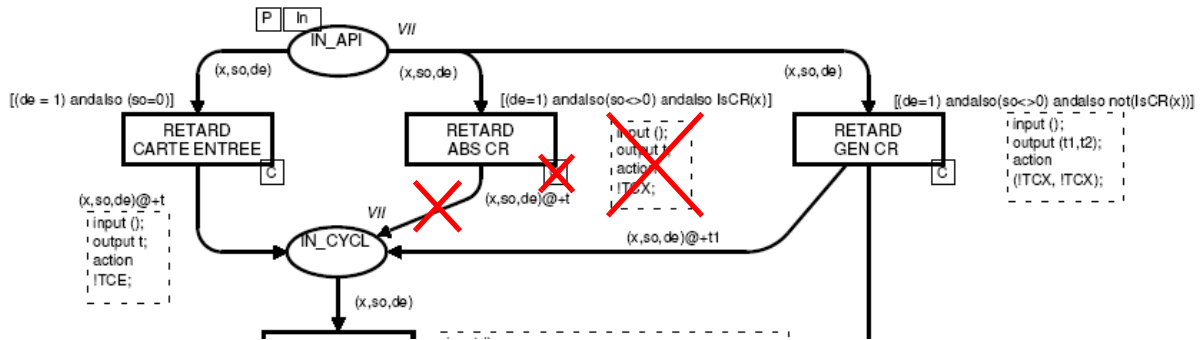 P In
VII
IN_API
(x,so,de)
(x,so,de)
(x,so,de)
[(de = 1) andalso (so=0)]
[(de=1) andalso(so<>0) andalso IsCR(x)]
[(de=1) andalso(so<>0) andalso not(IsCR(x))]
RETARD
CARTE ENTREE
C
RETARD
ABS CR
input ();
output t;
action
!TCX;
RETARD
GEN CR
C
input ();
output (t1,t2);
action
(!TCX, !TCX);
(x,so,de)@+t
(x,so,de)@+t
input ();
output t;
action
!TCE;
VII
IN_CYCL
(x,so,de)@+t1
(x,so,de)